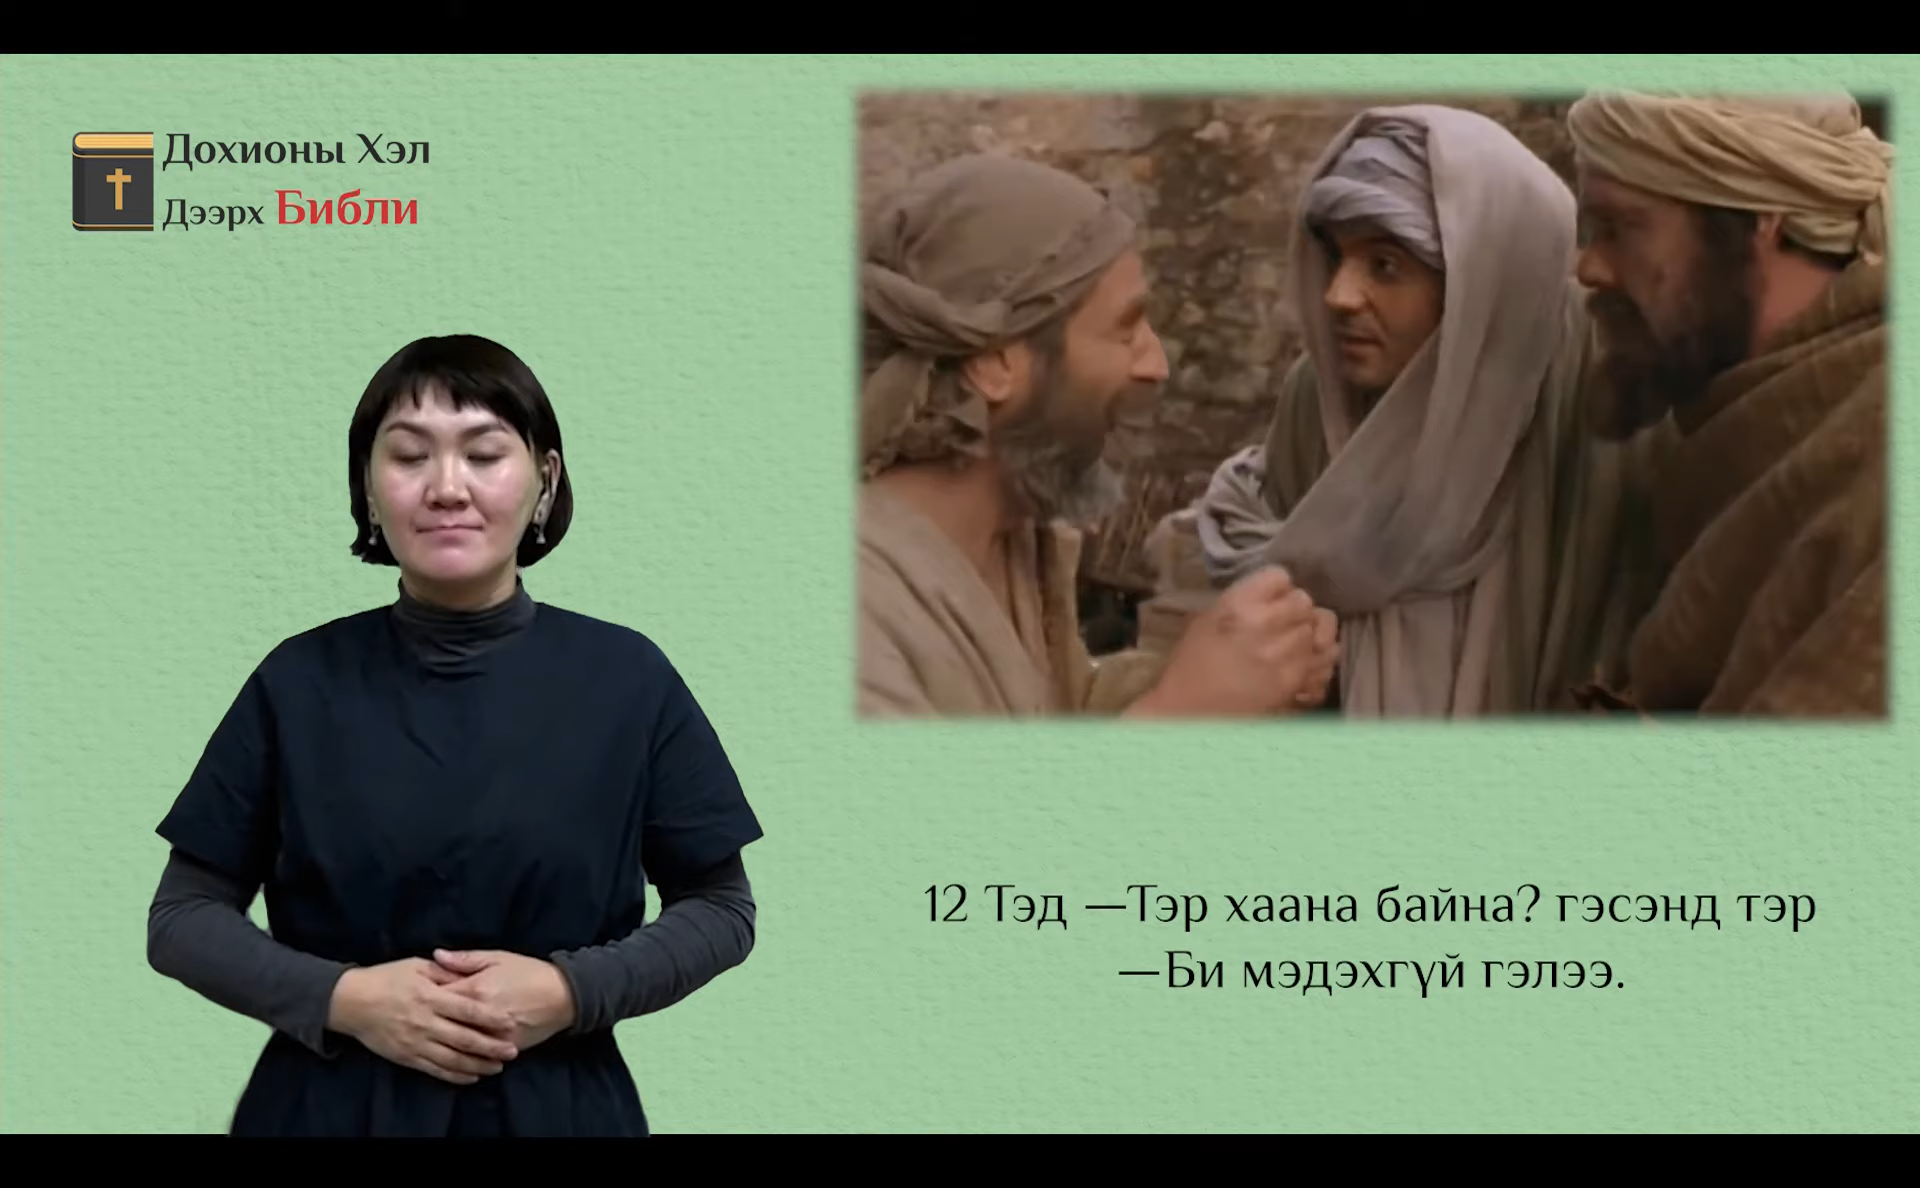 Дохионы Хэл
Дээрх Библи
12 Тэд —Тэр хаана байна? гэсэнд тэр
—Би мэдэхгүй гэлээ.